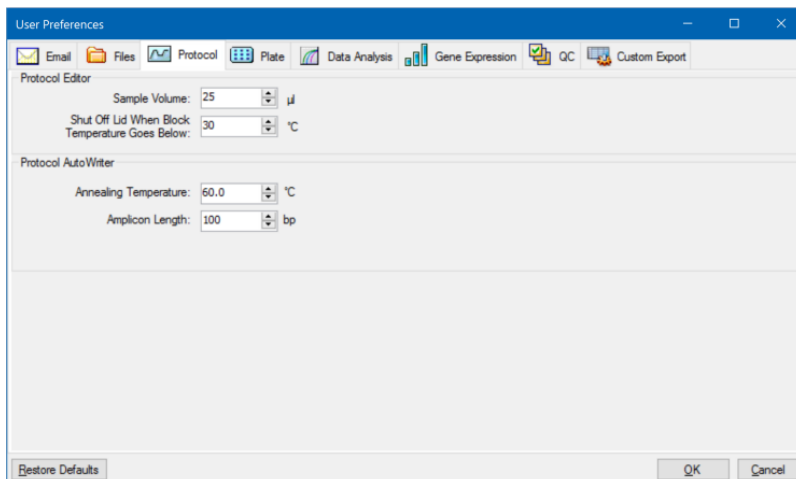 User Preferences
Email Files Protocol Plate Data Analysis Gene Expression QC Custom Export
Protocol Editor
Sample Volume: 25 µl
Shut Off Lid When Block
Temperature Goes Below: 30 °C
Protocol AutoWriter
Annealing Temperature: 60.0 °C
Amplicon Length: 100 bp
Restore Defaults OK Cancel